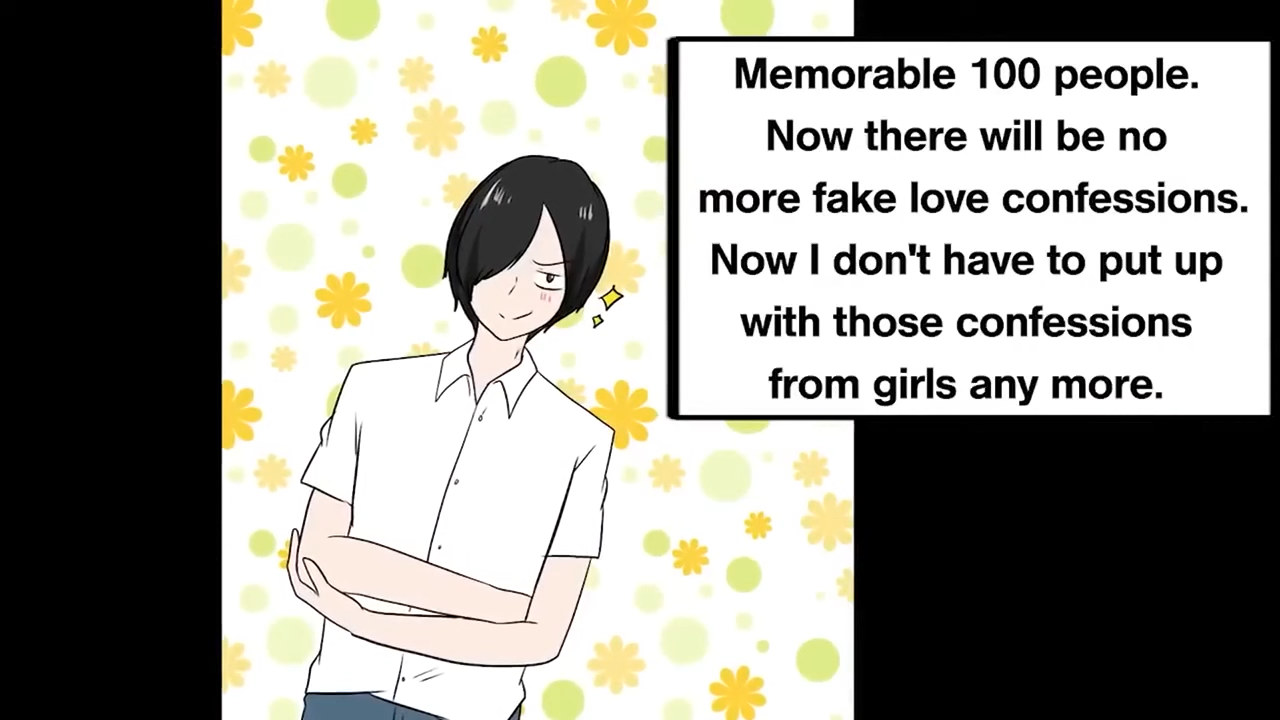 Memorable 100 people.
Now there will be no
more fake love confessions.
Now I don't have to put up
with those confessions
from girls any more.